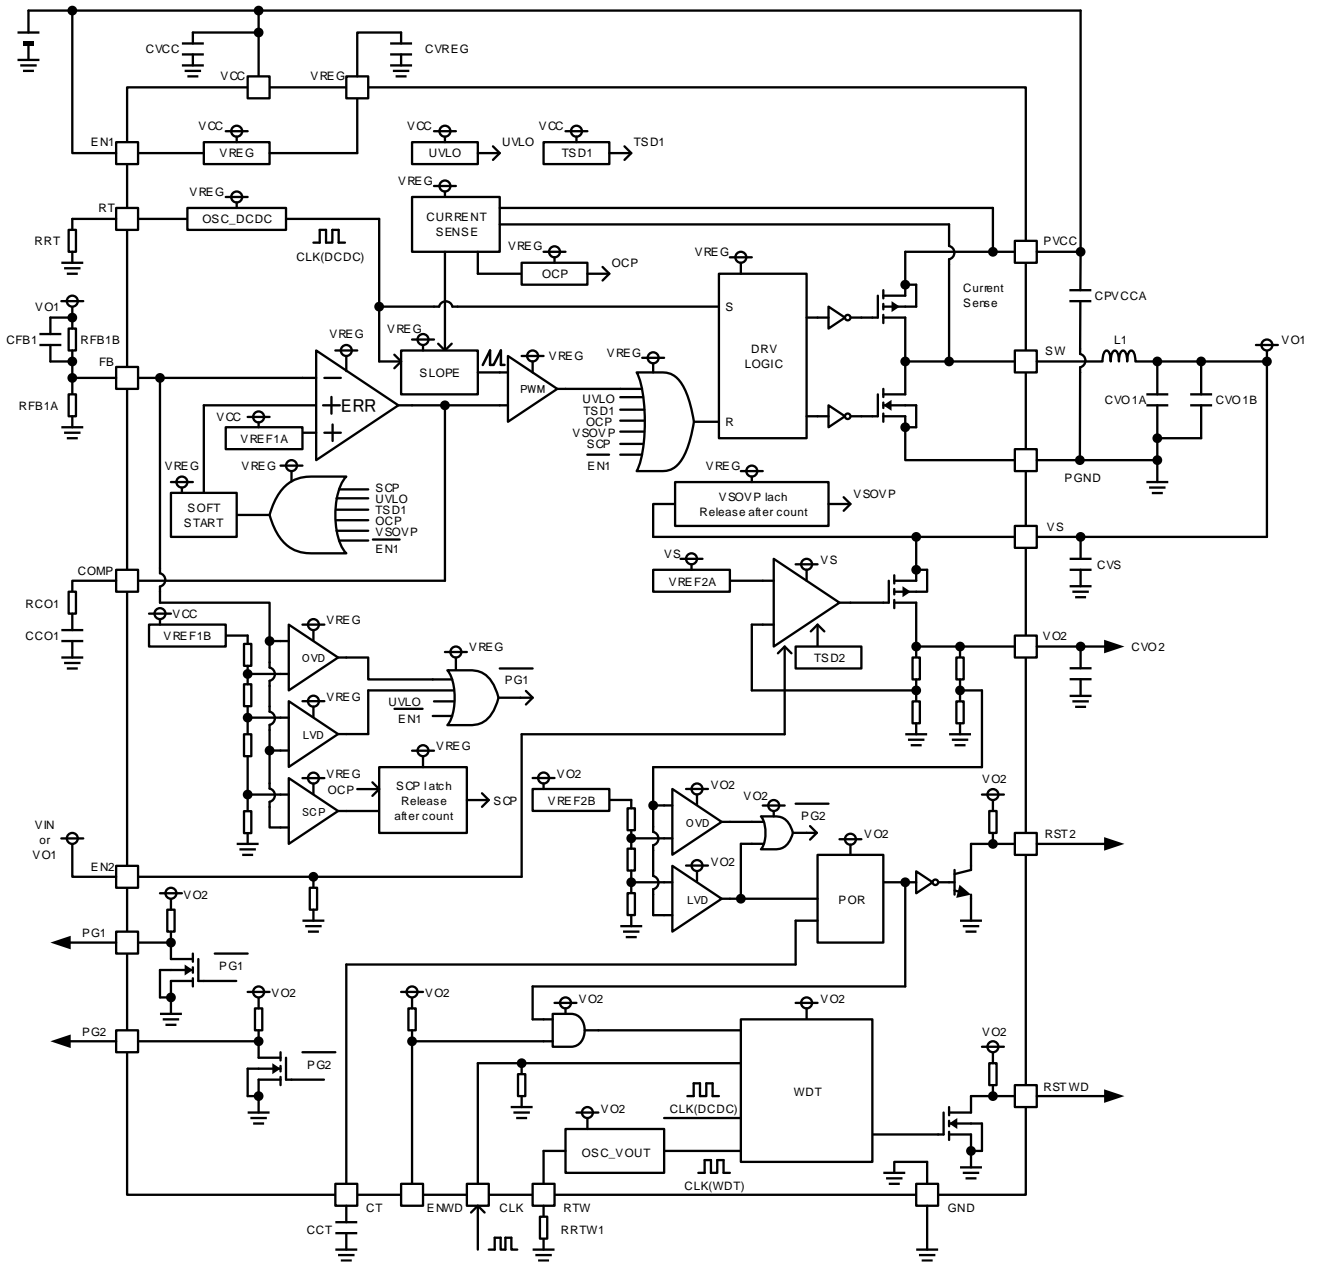 CVCC
CVREG
VCC
VREG
EN1
VCC
VREG
VCC
UVLO
UVLO
VCC
TSD1
TSD1
RT
VREG
OSC_DCDC
CLK(DCDC)
RRT
VREG
CURRENT
SENSE
VREG
OCP
OCP
VREG
S
DRV
LOGIC
R
Current
Sense
PVCC
CPVCCA
SW
L1
VO1
CVO1A
CVO1B
PGND
VO1
CFB1
RFB1B
FB
RFB1A
VREG
ERR
VCC
VREF1A
VREG
SLOPE
VREG
PWM
VREG
UVLO
TSD1
OCP
VSOVP
SCP
EN1
VREG
SOFT
START
VREG
SCP
UVLO
TSD1
OCP
VSOVP
EN1
VREG
VSOVP lach
Release after count
VSOVP
VS
CVS
COMP
RCO1
CCO1
VS
VREF2A
VS
TSD2
VO2
CVO2
VCC
VREF1B
VREG
OVD
VREG
LVD
VREG
SCP
VREG
PG1
UVLO
EN1
OCP
VREG
SCP latch
Release
after count
SCP
VIN
or
VO1
EN2
VO2
VREF2B
VO2
OVD
VO2
LVD
VO2
PG2
VO2
POR
VO2
RST2
VO2
PG1
PG1
VO2
PG2
PG2
VO2
VO2
VO2
WDT
CLK(DCDC)
VO2
OSC_VOUT
CLK(WDT)
VO2
RSTWD
CT
CCT
ENWD
CLK
RTW
RRTW1
GND